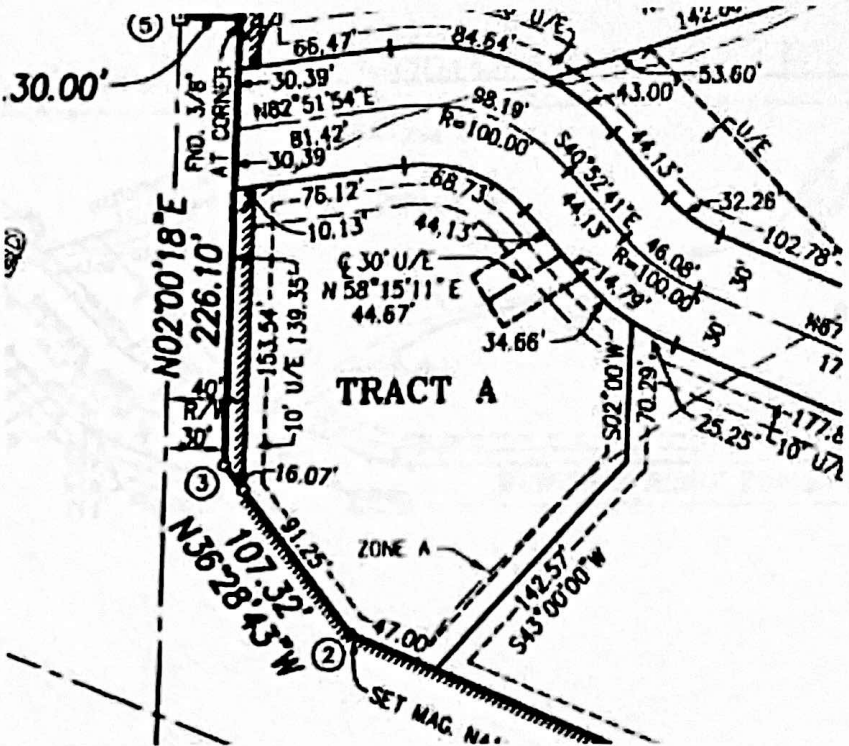 5
.30.00'
FND. 3/8"
AT CORNER
66.47'
84.64'
U/E
142.00'
53.60'
43.00'
U/E
30.39'
N82°51'54"E
98.19'
R=100.00'
81.42'
30.39'
S40°52'41"E
44.13'
44.13'
32.26
102.78'
46.08'
R=100.00'
30'
30'
N67
17
76.12'
68.73'
10.13'
44.13'
℄ 30' U/E
N 58°15'11" E
44.67'
14.79'
34.66'
N02°00'18"E
226.10'
153.54'
10' U/E 139.35'
40'
R/W
30'
TRACT A
S02°00'W
70.29'
25.25'
177.8
10' U/E
3
16.07'
91.25'
107.32'
N36°28'43"W
ZONE A
142.57'
S43°00'00"W
47.00'
2
SET MAG. NAI